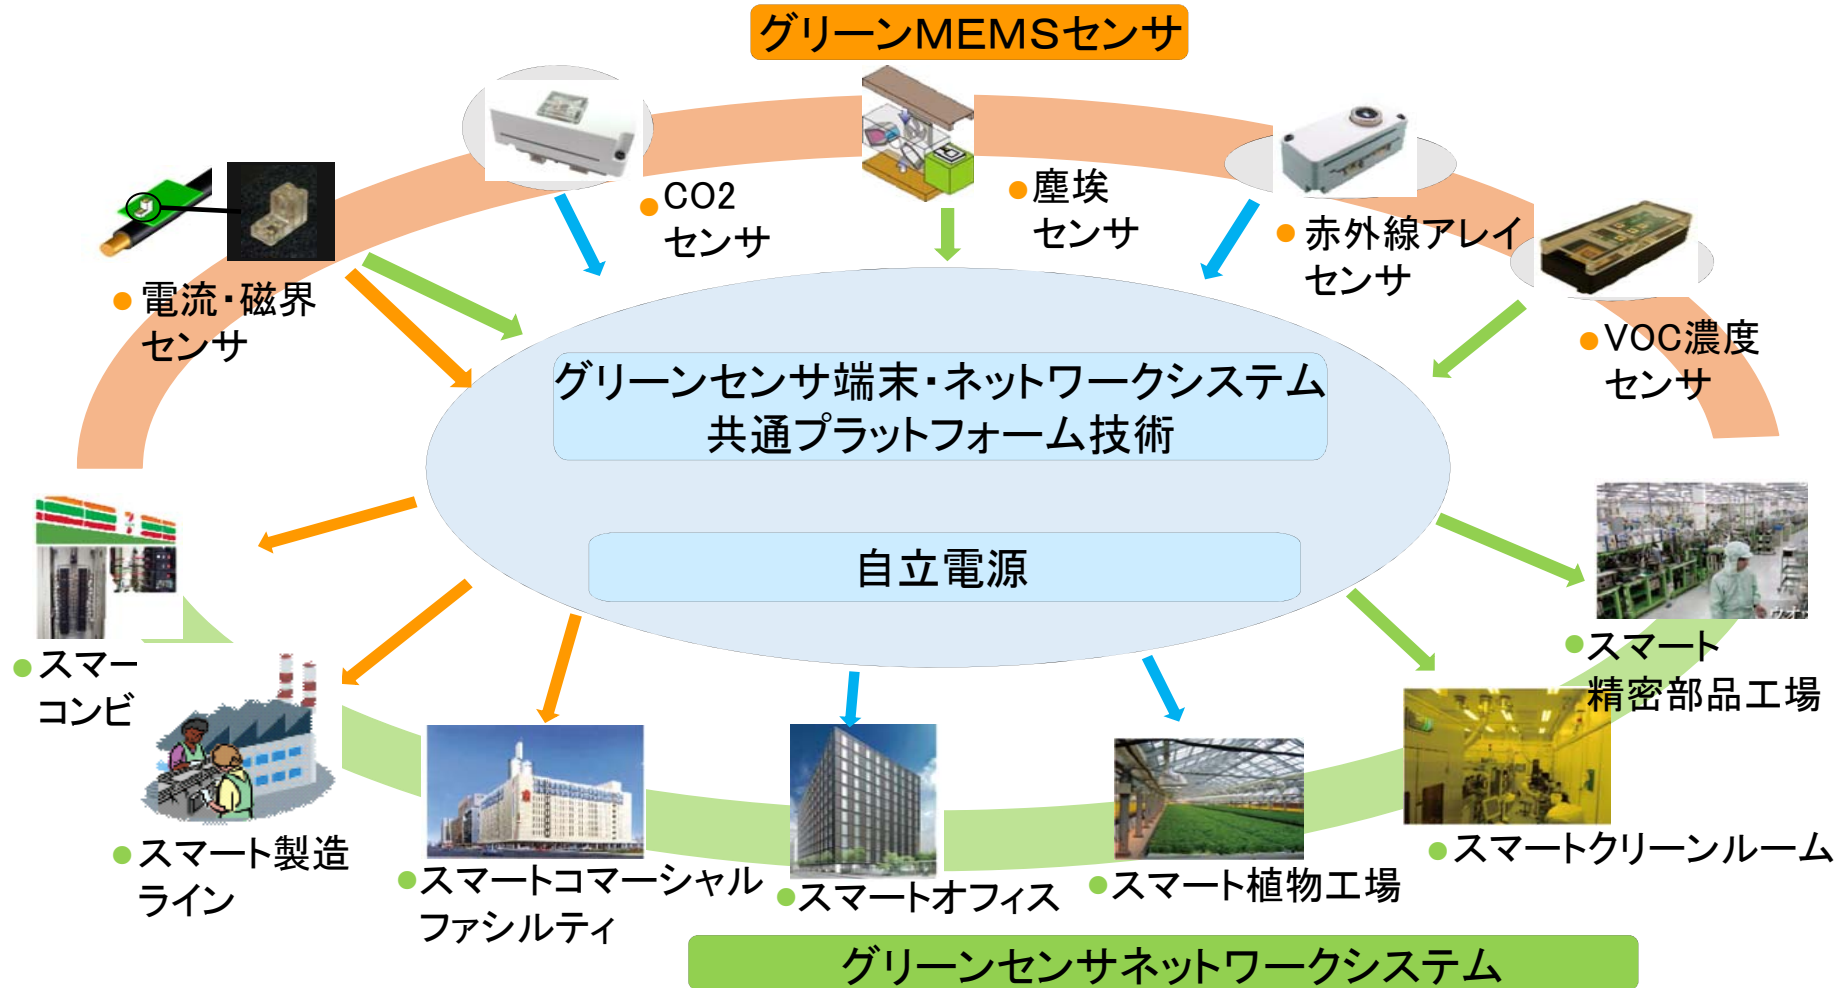 グリーンMEMSセンサ
CO2
センサ
塵埃
センサ
赤外線アレイ
センサ
電流・磁界
センサ
VOC濃度
センサ
グリーンセンサ端末・ネットワークシステム
共通プラットフォーム技術
自立電源
スマー
コンビ
スマート
精密部品工場
スマート製造
ライン
スマートコマーシャル
ファシルティ
スマートオフィス
スマート植物工場
スマートクリーンルーム
グリーンセンサネットワークシステム